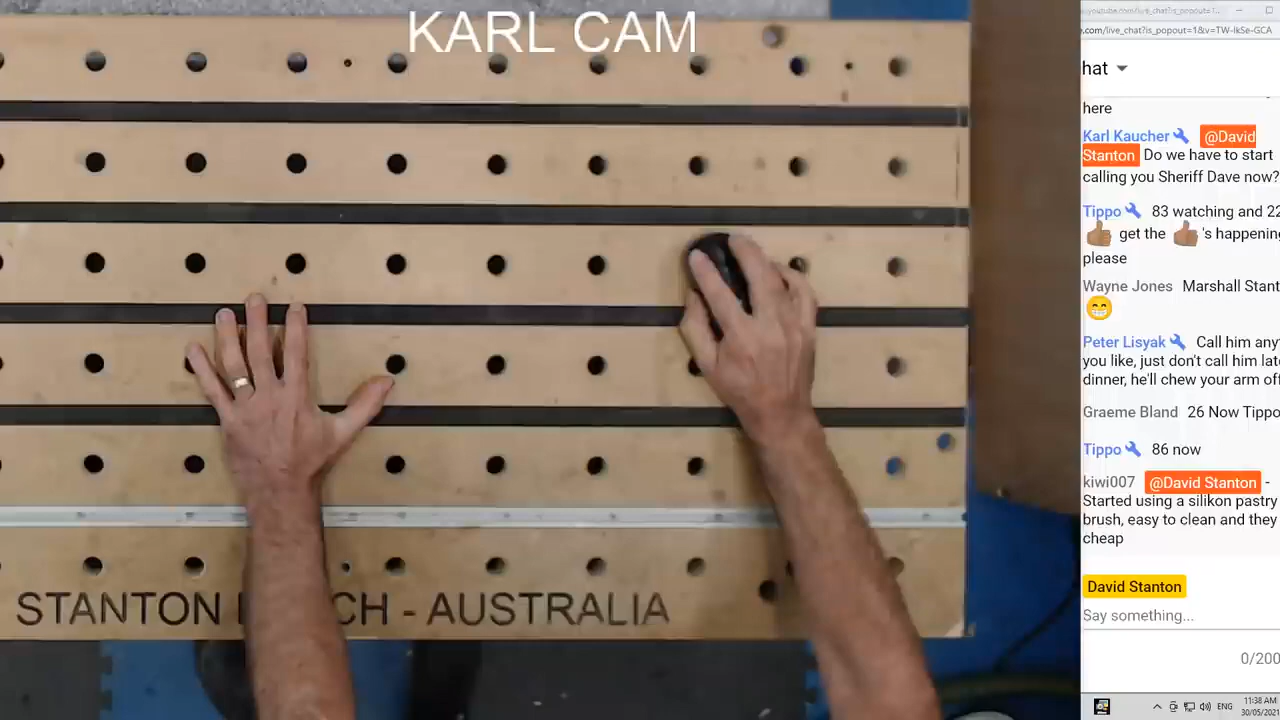 KARL CAM
STANTON
CH - AUSTRALIA
youtube.com/live_chat?is_popout=1...
.com/live_chat?is_popout=1&v=TW-IkSe-GCA
hat
here
Karl Kaucher @David
Stanton Do we have to start
calling you Sheriff Dave now?
Tippo 83 watching and 22
👍🏽 get the 👍🏽 's happening
please
Wayne Jones Marshall Stant
😁
Peter Lisyak Call him any
you like, just don't call him late
dinner, he'll chew your arm off
Graeme Bland 26 Now Tippo
Tippo 86 now
kiwi007 @David Stanton -
Started using a silikon pastry
brush, easy to clean and they
cheap
David Stanton
Say something...
0/200
ENG
11:38 AM
30/05/2021